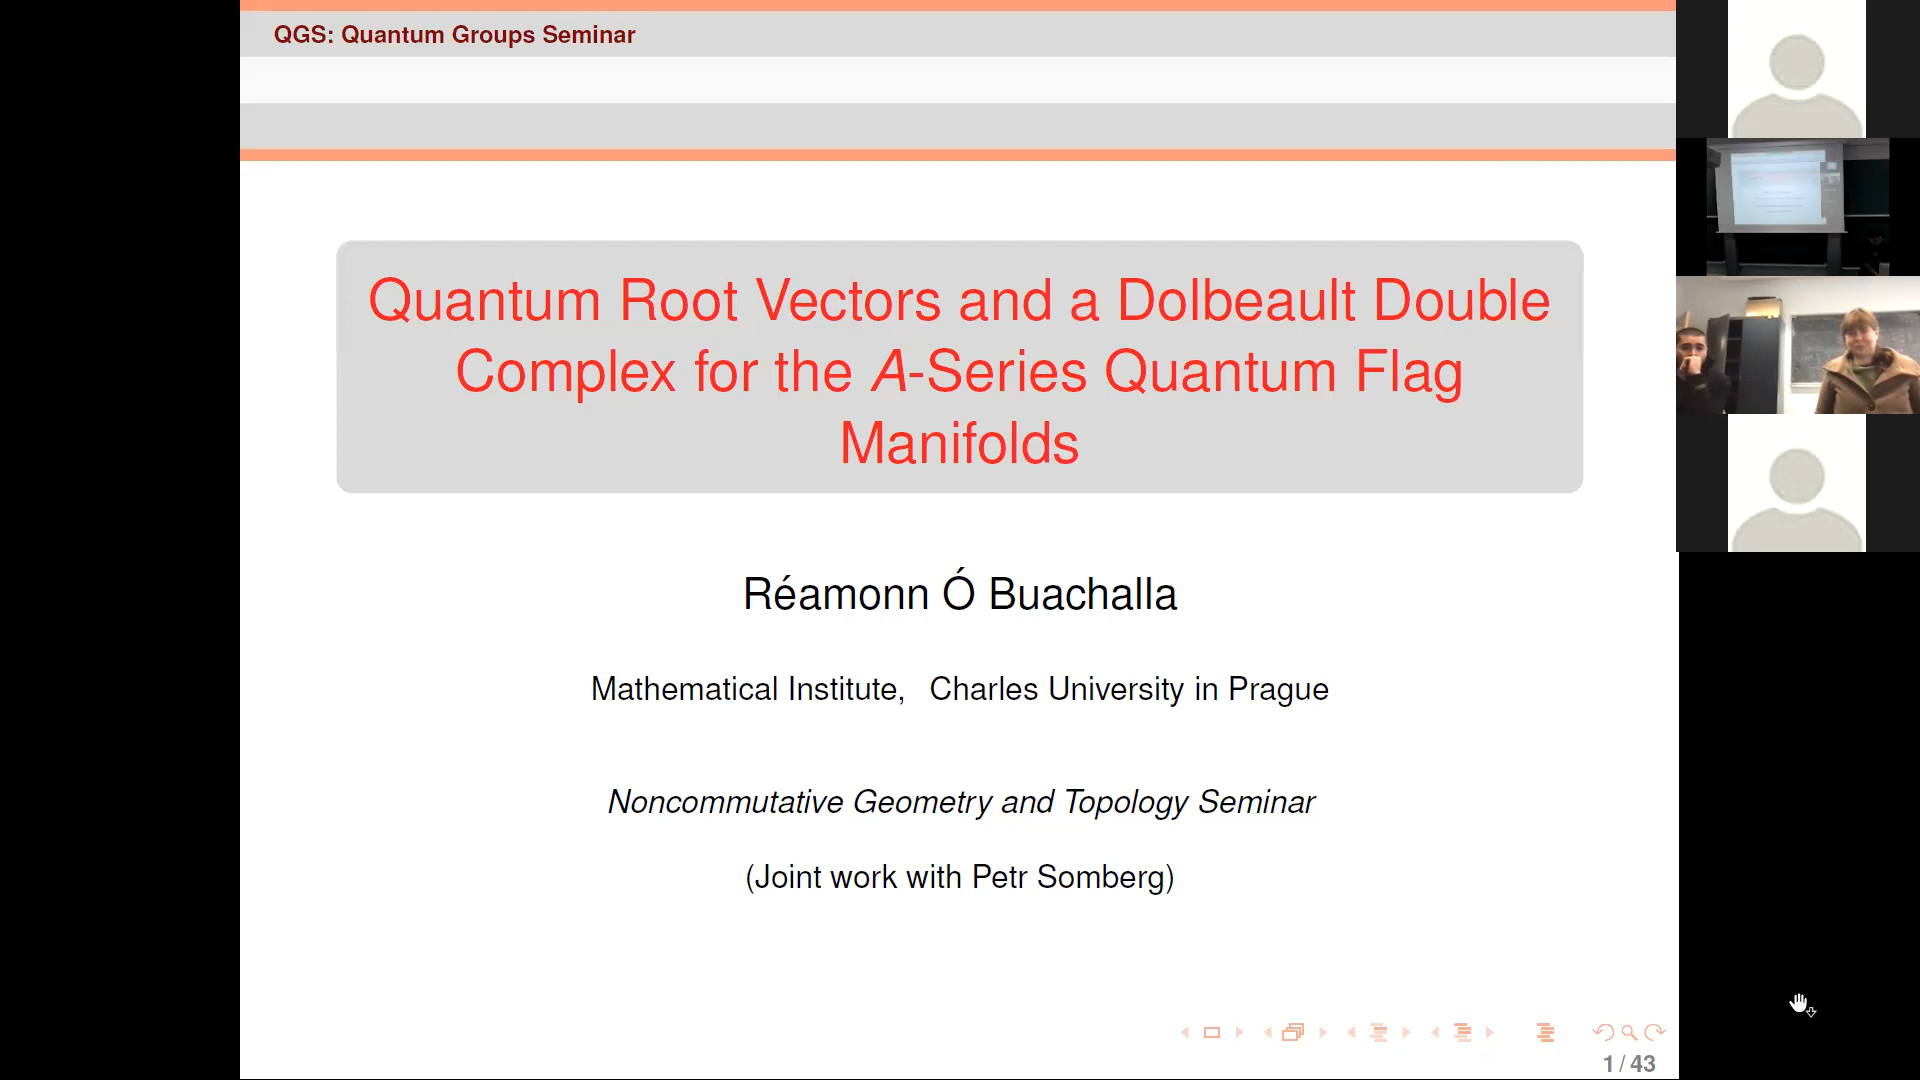 QGS: Quantum Groups Seminar
Quantum Root Vectors and a Dolbeault Double
Complex for the A-Series Quantum Flag
Manifolds
Réamonn Ó Buachalla
Mathematical Institute, Charles University in Prague
Noncommutative Geometry and Topology Seminar
(Joint work with Petr Somberg)
1 / 43